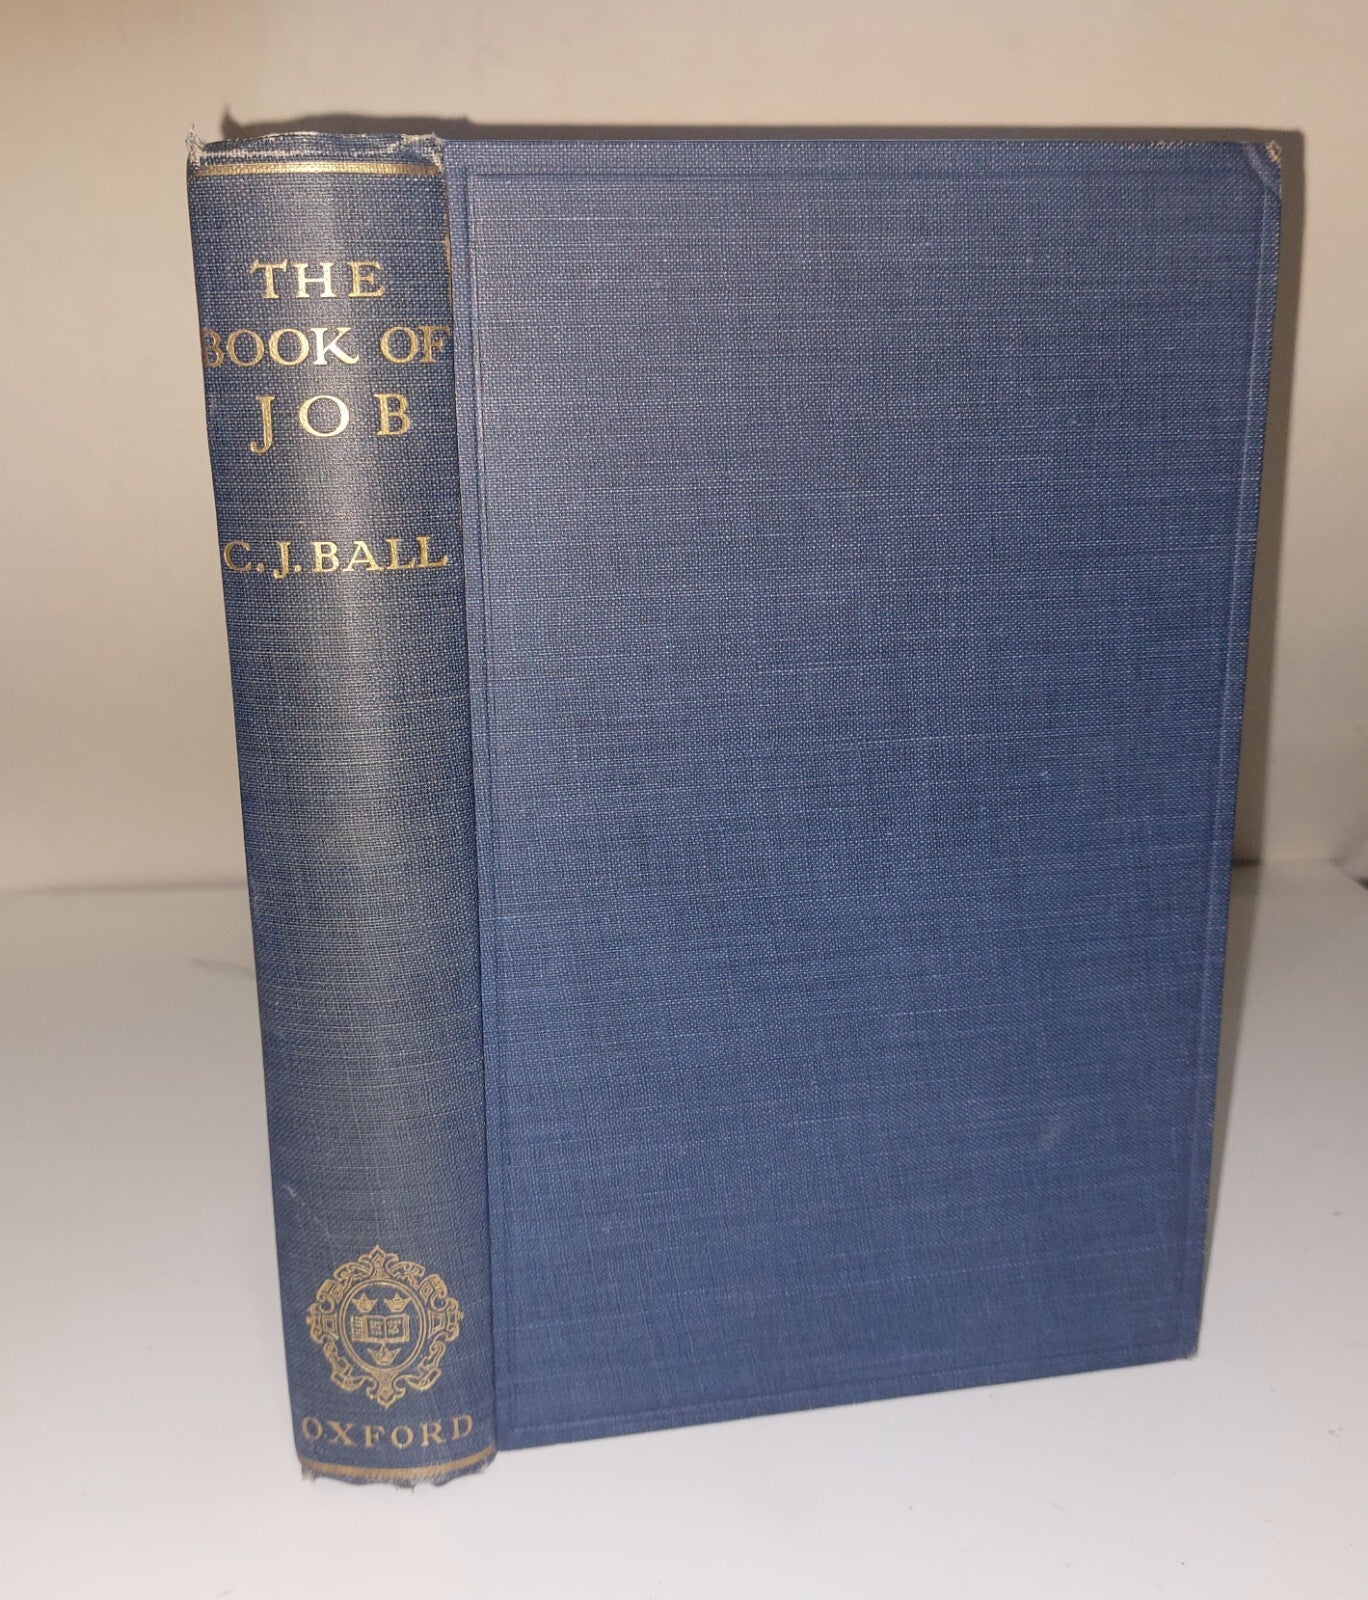 THE
BOOK OF
JOB
C. J. BALL
OXFORD